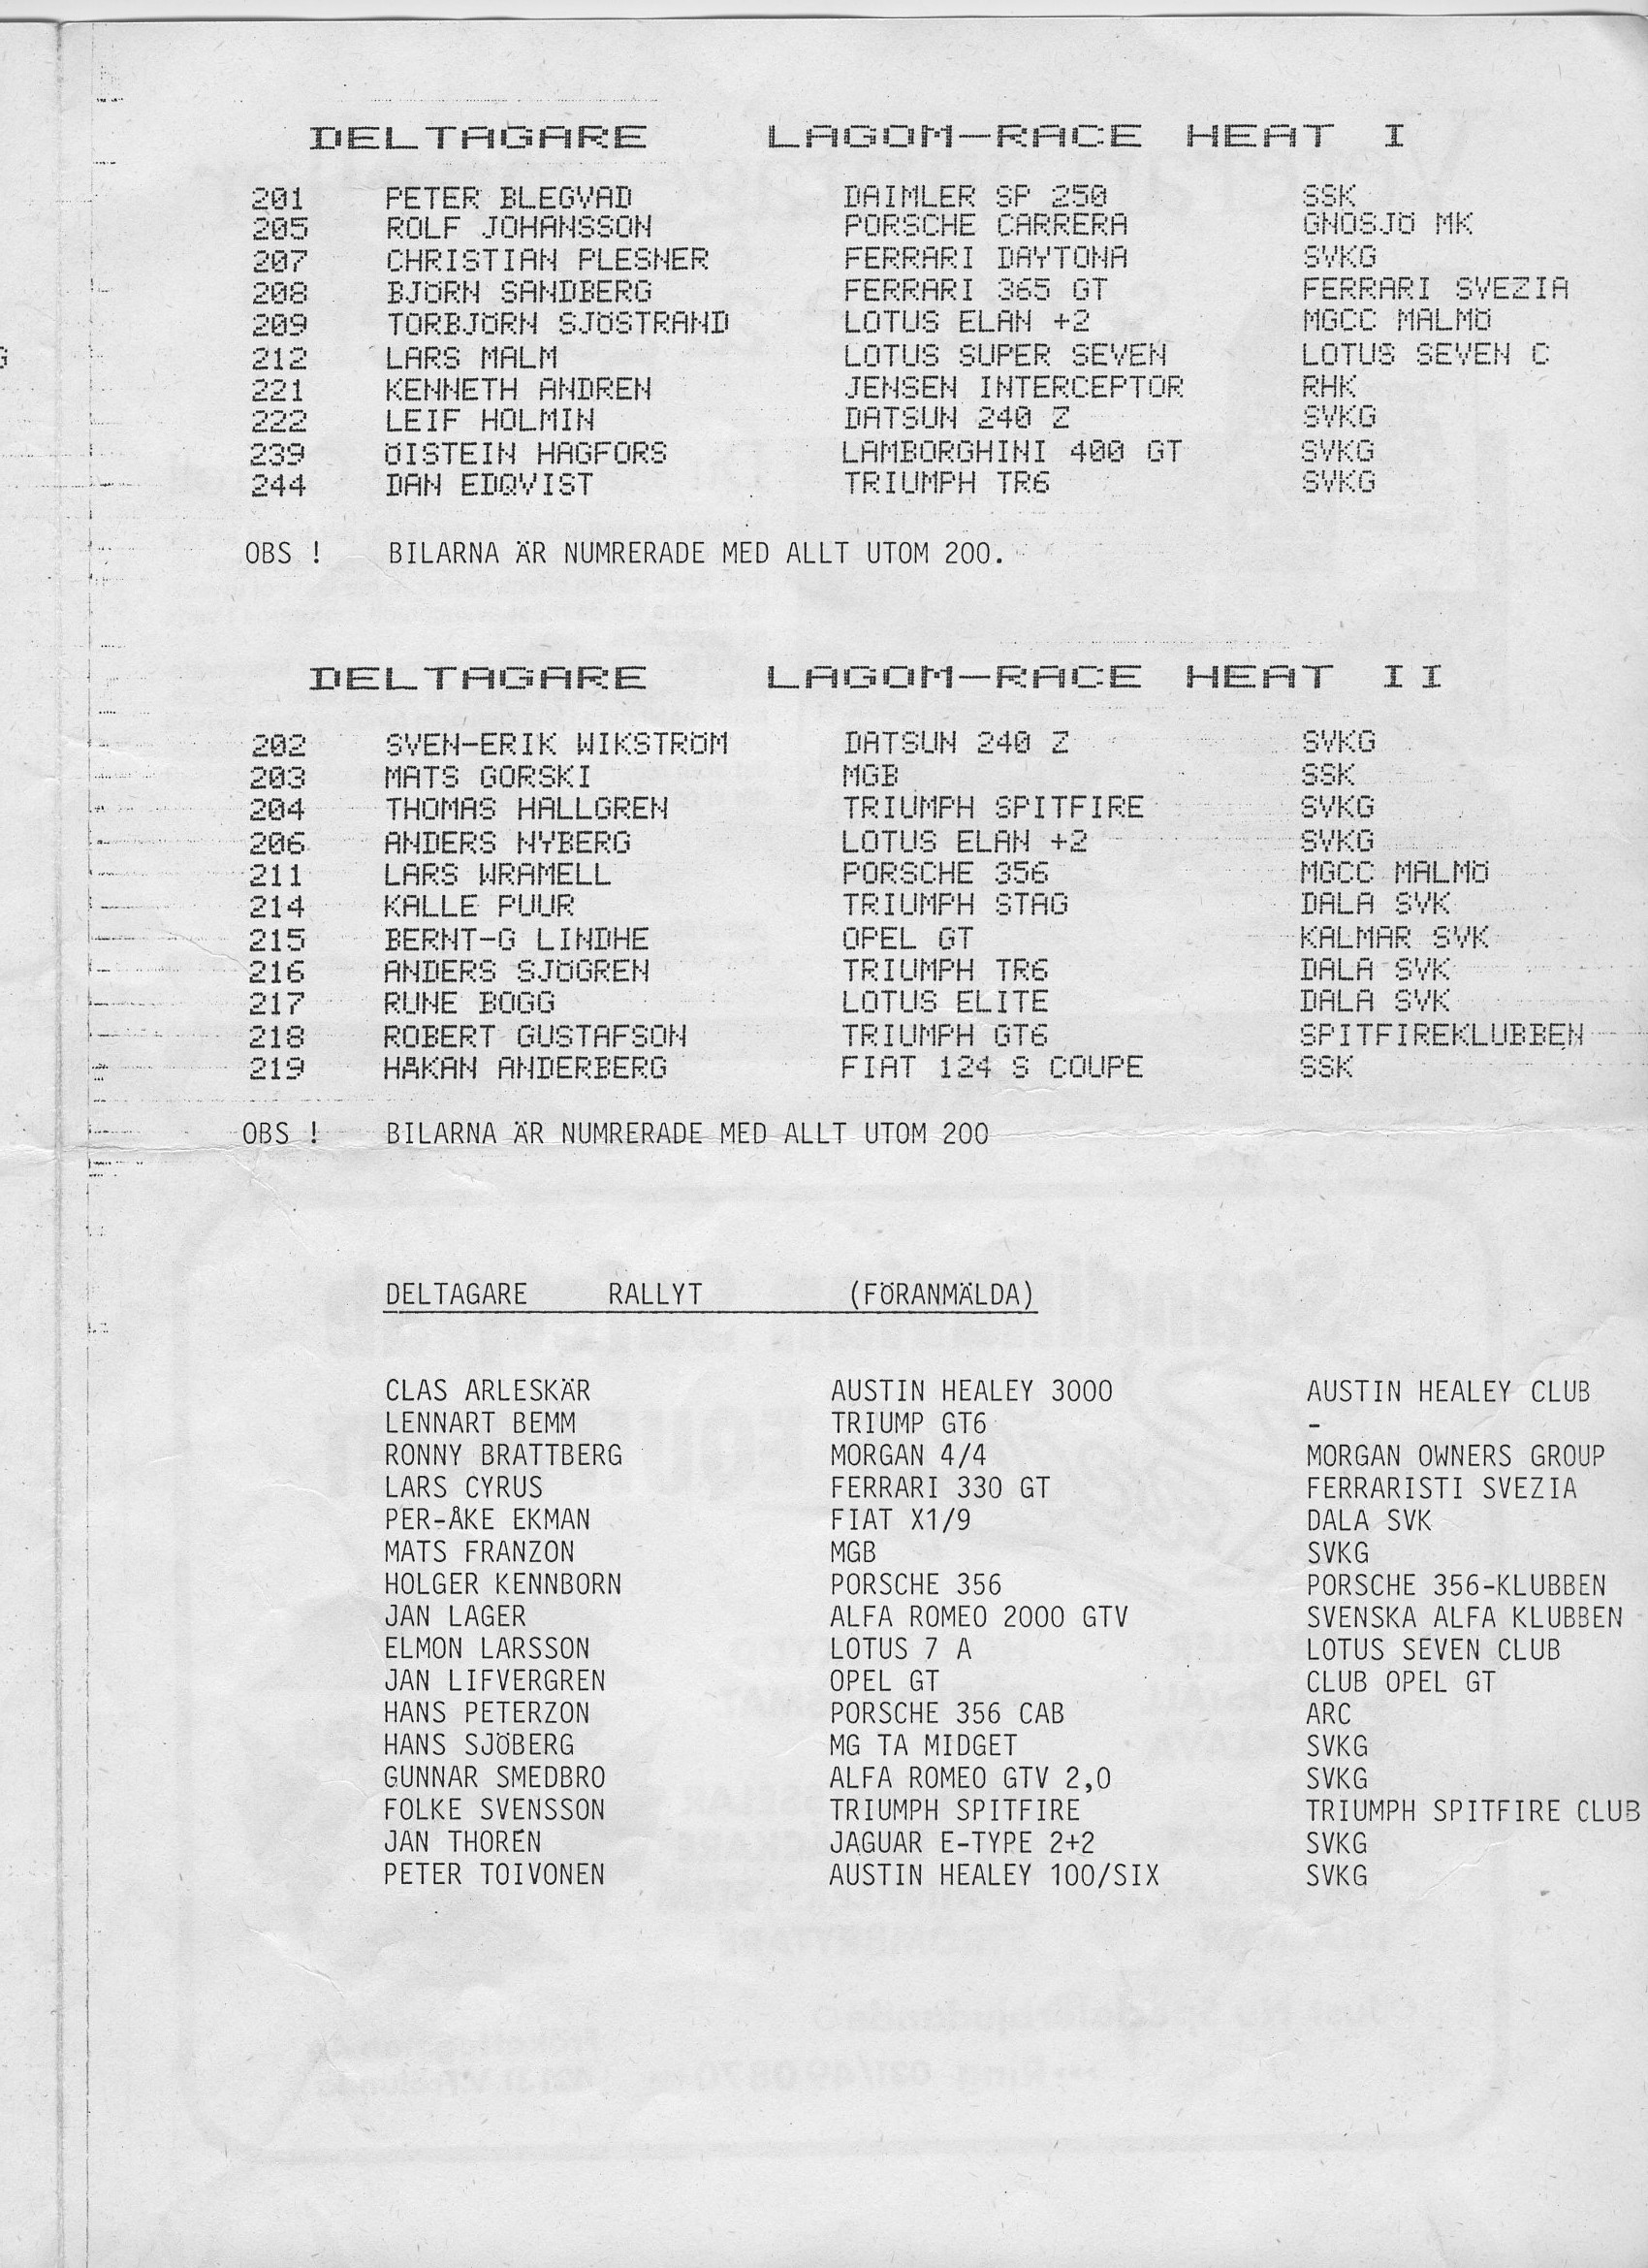 DELTAGARE LAGOM-RACE HEAT I
201 PETER BLEGVAD DAIMLER SP 250 SSK
205 ROLF JOHANSSON PORSCHE CARRERA GNOSJÖ MK
207 CHRISTIAN PLESNER FERRARI DAYTONA SVKG
208 BJÖRN SANDBERG FERRARI 365 GT FERRARI SVEZIA
209 TORBJÖRN SJÖSTRAND LOTUS ELAN +2 MGCC MALMÖ
212 LARS MALM LOTUS SUPER SEVEN LOTUS SEVEN C
221 KENNETH ANDREN JENSEN INTERCEPTOR RHK
222 LEIF HOLMIN DATSUN 240 Z SVKG
239 ÖISTEIN HAGFORS LAMBORGHINI 400 GT SVKG
244 DAN EDQVIST TRIUMPH TR6 SVKG
OBS ! BILARNA ÄR NUMRERADE MED ALLT UTOM 200.
DELTAGARE LAGOM-RACE HEAT II
202 SVEN-ERIK WIKSTRÖM DATSUN 240 Z SVKG
203 MATS GORSKI MGB SSK
204 THOMAS HALLGREN TRIUMPH SPITFIRE SVKG
206 ANDERS NYBERG LOTUS ELAN +2 SVKG
211 LARS WRAMELL PORSCHE 356 MGCC MALMÖ
214 KALLE PUUR TRIUMPH STAG DALA SVK
215 BERNT-G LINDHE OPEL GT KALMAR SVK
216 ANDERS SJÖGREN TRIUMPH TR6 DALA SVK
217 RUNE BOGG LOTUS ELITE DALA SVK
218 ROBERT GUSTAFSON TRIUMPH GT6 SPITFIREKLUBBEN
219 HÅKAN ANDERBERG FIAT 124 S COUPE SSK
OBS ! BILARNA ÄR NUMRERADE MED ALLT UTOM 200
DELTAGARE RALLYT (FÖRANMÄLDA)
CLAS ARLESKÄR AUSTIN HEALEY 3000 AUSTIN HEALEY CLUB
LENNART BEMM TRIUMP GT6 -
RONNY BRATTBERG MORGAN 4/4 MORGAN OWNERS GROUP
LARS CYRUS FERRARI 330 GT FERRARISTI SVEZIA
PER-ÅKE EKMAN FIAT X1/9 DALA SVK
MATS FRANZON MGB SVKG
HOLGER KENNBORN PORSCHE 356 PORSCHE 356-KLUBBEN
JAN LAGER ALFA ROMEO 2000 GTV SVENSKA ALFA KLUBBEN
ELMON LARSSON LOTUS 7 A LOTUS SEVEN CLUB
JAN LIFVERGREN OPEL GT CLUB OPEL GT
HANS PETERZON PORSCHE 356 CAB ARC
HANS SJÖBERG MG TA MIDGET SVKG
GUNNAR SMEDBRO ALFA ROMEO GTV 2,0 SVKG
FOLKE SVENSSON TRIUMPH SPITFIRE TRIUMPH SPITFIRE CLUB
JAN THORÉN JAGUAR E-TYPE 2+2 SVKG
PETER TOIVONEN AUSTIN HEALEY 100/SIX SVKG